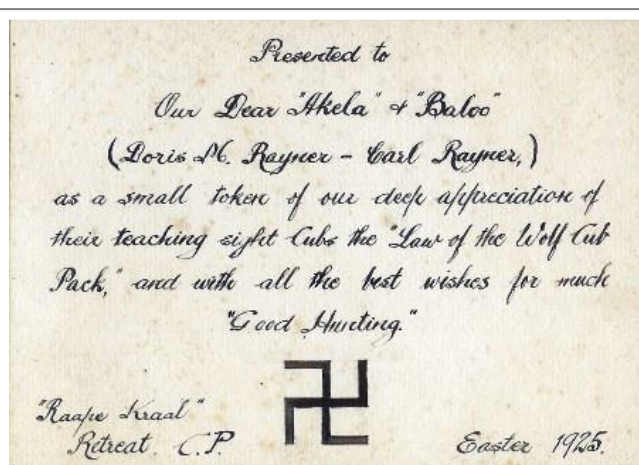 Presented to
Our Dear "Akela" & "Baloo"
(Doris M. Rayner - Carl Rayner,)
as a small token of our deep appreciation of
their teaching eight Cubs the "Law of the Wolf Cub
Pack," and with all the best wishes for much
"Good Hunting."
"Raape Kraal"
Retreat. C.P.
Easter 1925.